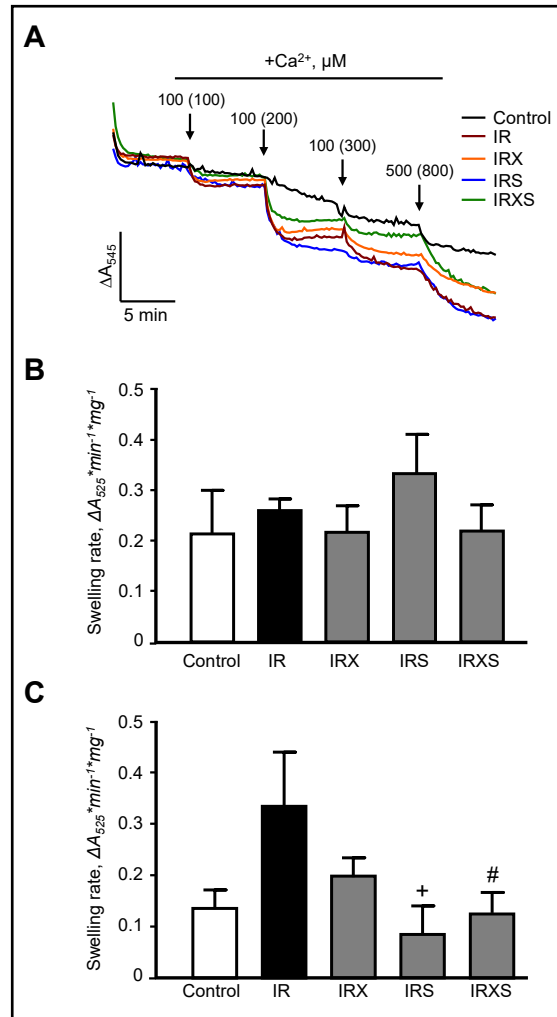 A
+Ca²⁺, µM
100 (100)
100 (200)
100 (300)
500 (800)
Control
IR
IRX
IRS
IRXS
ΔA₅₄₅
5 min
B
Swelling rate, ΔA₅₂₅*min⁻¹*mg⁻¹
0.5
0.4
0.3
0.2
0.1
0
Control IR IRX IRS IRXS
C
Swelling rate, ΔA₅₂₅*min⁻¹*mg⁻¹
0.5
0.4
0.3
0.2
0.1
0
+
#
Control IR IRX IRS IRXS